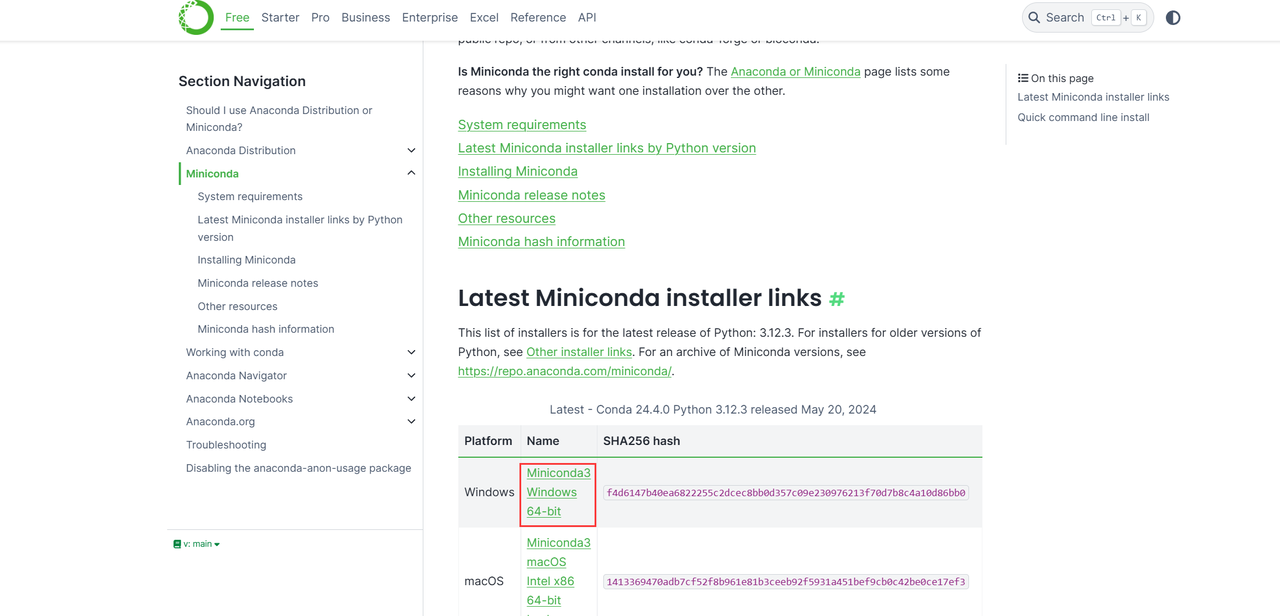 Free Starter Pro Business Enterprise Excel Reference API
Search Ctrl + K
Section Navigation
Should I use Anaconda Distribution or
Miniconda?
Anaconda Distribution
Miniconda
System requirements
Latest Miniconda installer links by Python
version
Installing Miniconda
Miniconda release notes
Other resources
Miniconda hash information
Working with conda
Anaconda Navigator
Anaconda Notebooks
Anaconda.org
Troubleshooting
Disabling the anaconda-anon-usage package
v: main
public repo, or from other channels, like conda-forge or bioconda.
Is Miniconda the right conda install for you? The Anaconda or Miniconda page lists some
reasons why you might want one installation over the other.
System requirements
Latest Miniconda installer links by Python version
Installing Miniconda
Miniconda release notes
Other resources
Miniconda hash information
Latest Miniconda installer links #
This list of installers is for the latest release of Python: 3.12.3. For installers for older versions of
Python, see Other installer links. For an archive of Miniconda versions, see
https://repo.anaconda.com/miniconda/.
Latest - Conda 24.4.0 Python 3.12.3 released May 20, 2024
Platform Name SHA256 hash
Windows
Miniconda3
Windows
64-bit
f4d6147b40ea6822255c2dcec8bb0d357c09e230976213f70d7b8c4a10d86bb0
macOS
Miniconda3
macOS
Intel x86
64-bit
1413369470adb7cf52f8b961e81b3ceeb92f5931a451bef9cb0c42be0ce17ef3
On this page
Latest Miniconda installer links
Quick command line install